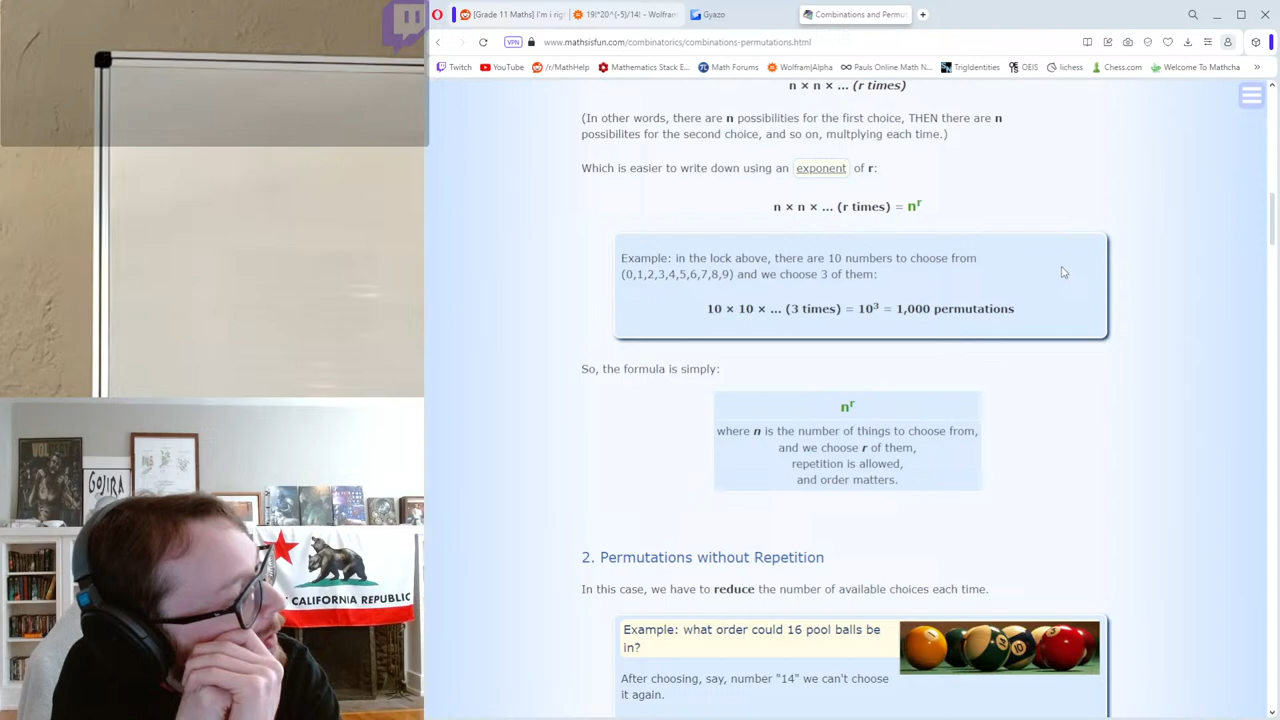 [Grade 11 Maths] I'm i righ
19!*20^(-5)/14! - Wolfram
Gyazo
Combinations and Permut
VPN
www.mathsisfun.com/combinatorics/combinations-permutations.html
Twitch
YouTube
/r/MathHelp
Mathematics Stack E...
Math Forums
Wolfram|Alpha
Pauls Online Math N...
TrigIdentities
OEIS
lichess
Chess.com
Welcome To Mathcha
»
n × n × ... (r times)
(In other words, there are n possibilities for the first choice, THEN there are n
possibilites for the second choice, and so on, multplying each time.)
Which is easier to write down using an exponent of r:
n × n × ... (r times) = nʳ
Example: in the lock above, there are 10 numbers to choose from
(0,1,2,3,4,5,6,7,8,9) and we choose 3 of them:
10 × 10 × ... (3 times) = 10³ = 1,000 permutations
So, the formula is simply:
nʳ
where n is the number of things to choose from,
and we choose r of them,
repetition is allowed,
and order matters.
2. Permutations without Repetition
In this case, we have to reduce the number of available choices each time.
Example: what order could 16 pool balls be
in?
After choosing, say, number "14" we can't choose
it again.
VOL
GOJIRA
CALIFORNIA REPUBLIC